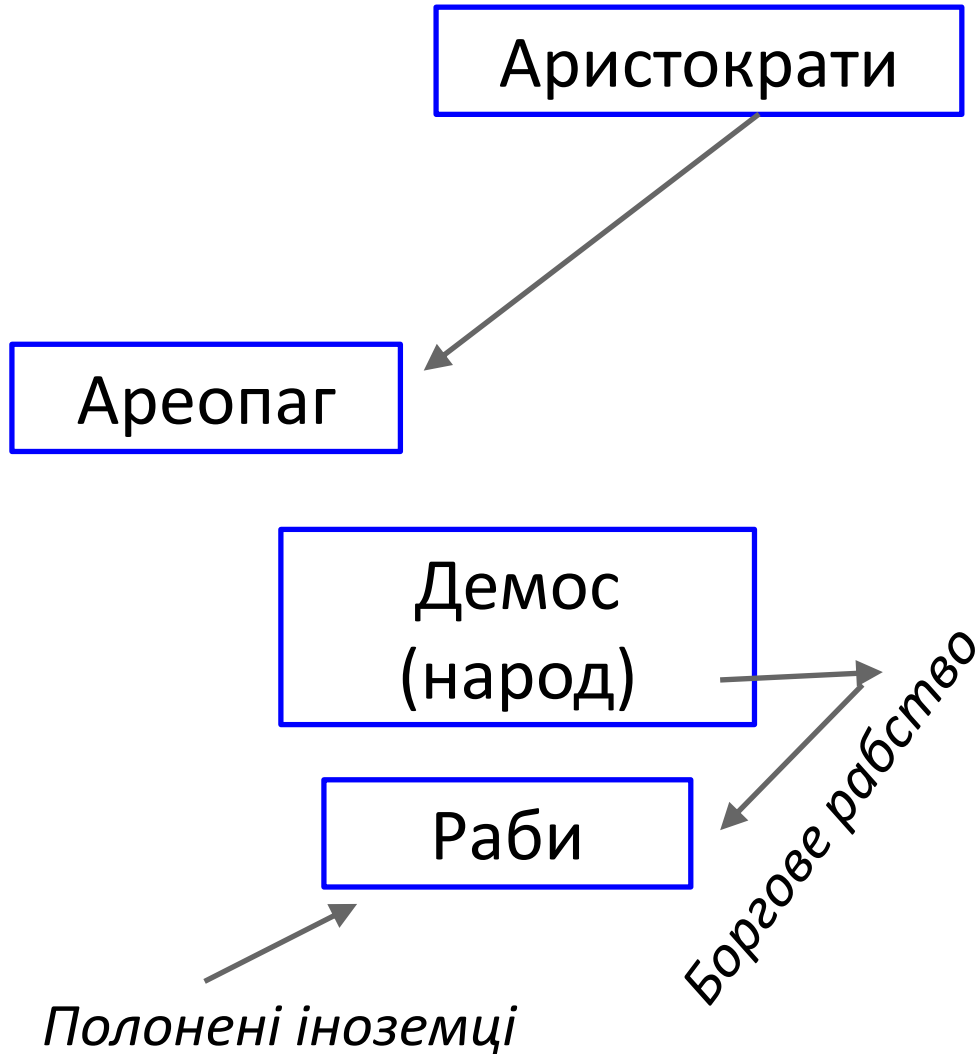 Аристократи
Ареопаг
Демос
(народ)
Боргове рабство
Раби
Полонені іноземці